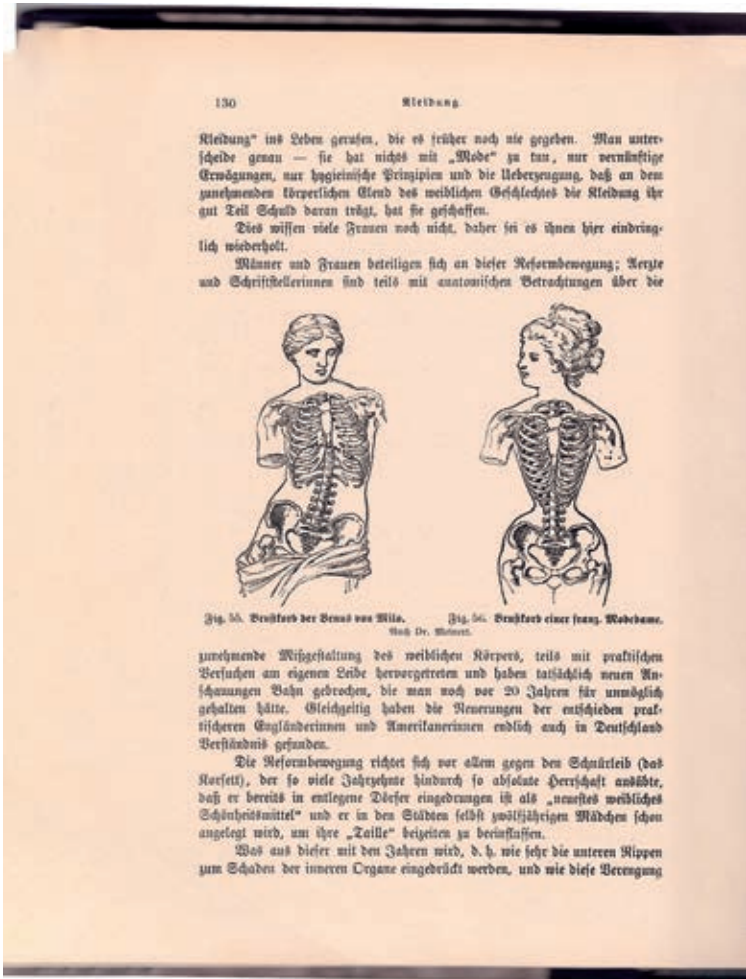 130
Kleidung
Kleidung“ ins Leben gerufen, die es früher noch nie gegeben. Man unter-
scheide genau — sie hat nichts mit „Mode“ zu tun, nur vernünftige
Erwägungen, nur hygieinische Prinzipien und die Ueberzeugung, daß an dem
zunehmenden körperlichen Elend des weiblichen Geschlechtes die Kleidung ihr
gut Teil Schuld daran trägt, hat sie geschaffen.
Dies wissen viele Frauen noch nicht, daher sei es ihnen hier eindring-
lich wiederholt.
Männer und Frauen beteiligen sich an dieser Reformbewegung; Aerzte
und Schriftstellerinnen sind teils mit anatomischen Betrachtungen über die
Fig. 55. Brustkorb der Venus von Milo.
Fig. 56. Brustkorb einer franz. Modedame.
Nach Dr. Meinert.
zunehmende Mißgestaltung des weiblichen Körpers, teils mit praktischen
Versuchen am eigenen Leibe hervorgetreten und haben tatsächlich neuen An-
schauungen Bahn gebrochen, die man noch vor 20 Jahren für unmöglich
gehalten hätte. Gleichzeitig haben die Neuerungen der entschieden prak-
tischeren Engländerinnen und Amerikanerinnen endlich auch in Deutschland
Verständnis gefunden.
Die Reformbewegung richtet sich vor allem gegen den Schnürleib (das
Korsett), der so viele Jahrzehnte hindurch so absolute Herrschaft ausübte,
daß er bereits in entlegene Dörfer eingedrungen ist als „neuestes weibliches
Schönheitsmittel“ und er in den Städten selbst zwölfjährigen Mädchen schon
angelegt wird, um ihre „Taille“ beizeiten zu beeinflussen.
Was aus dieser mit den Jahren wird, d. h. wie sehr die unteren Rippen
zum Schaden der inneren Organe eingedrückt werden, und wie diese Verengung